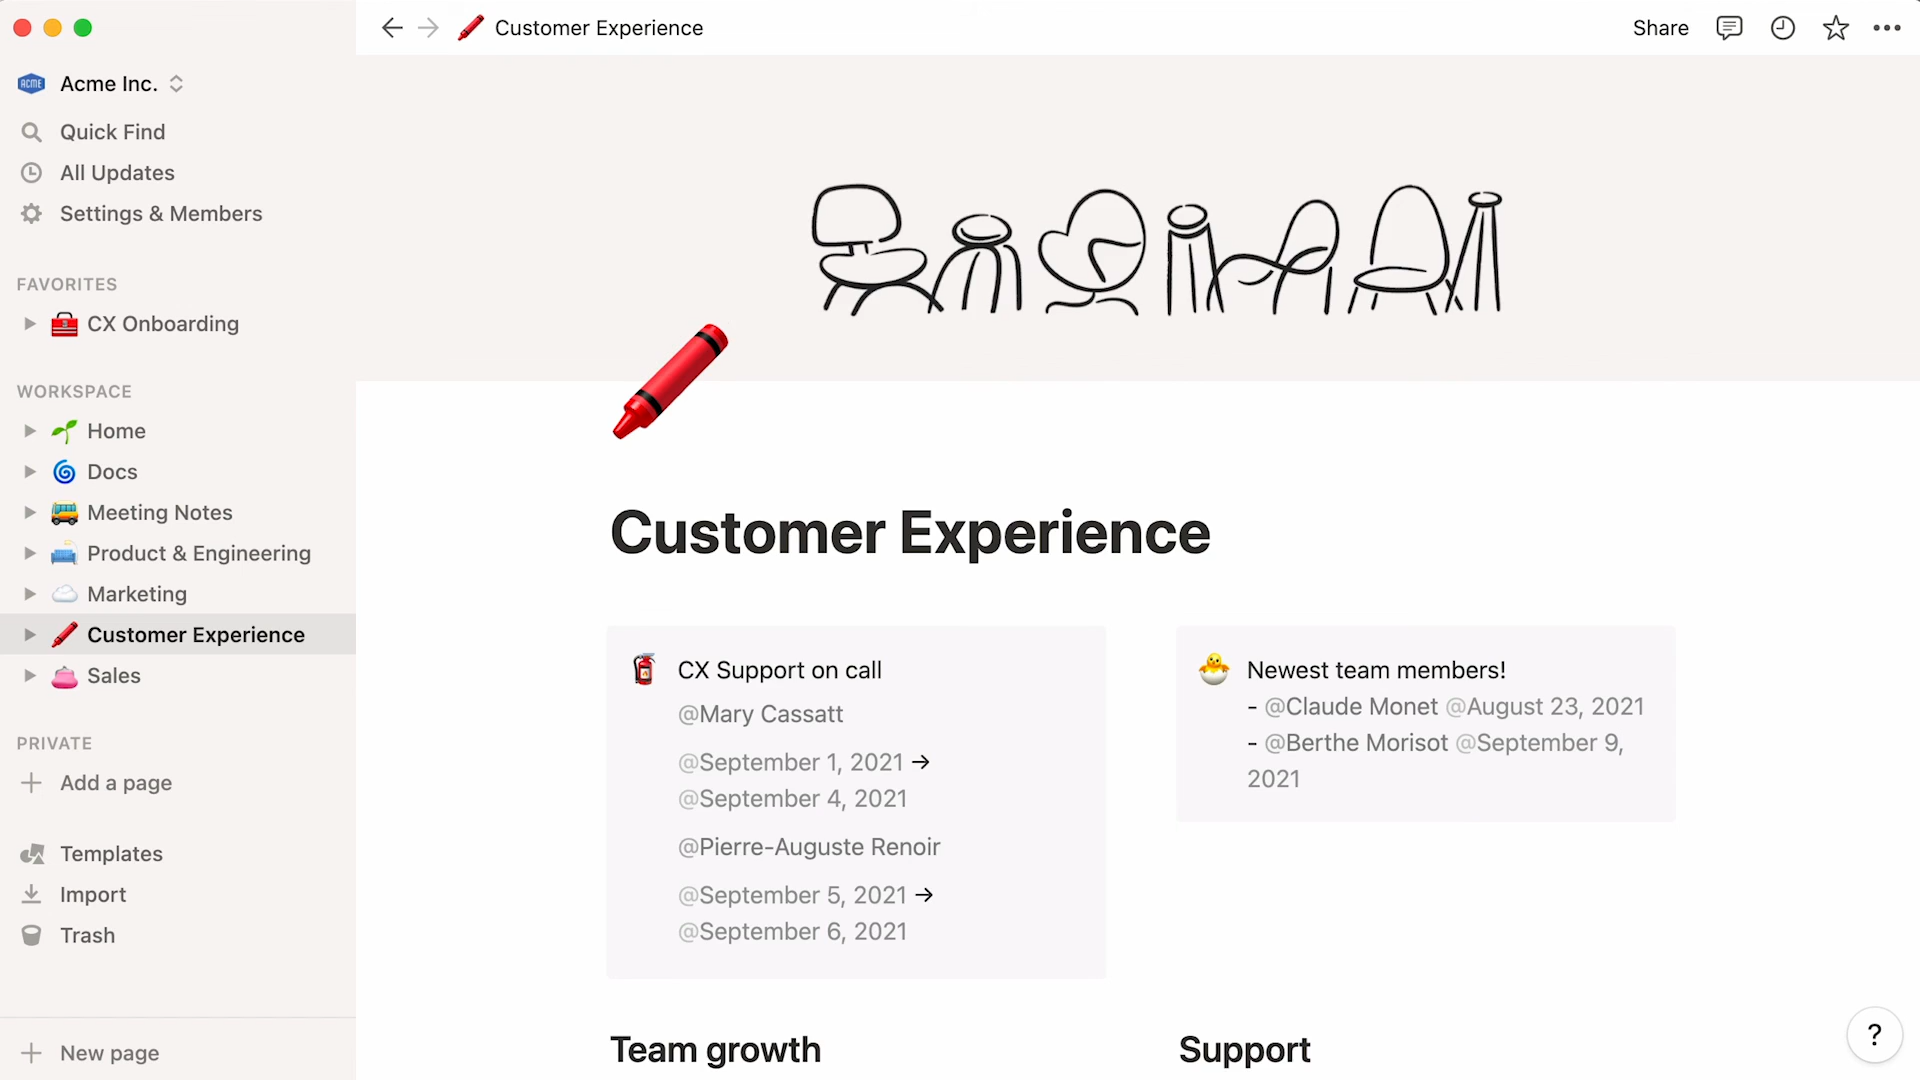 Customer Experience
Share
ACME
Acme Inc.
Quick Find
All Updates
Settings & Members
FAVORITES
CX Onboarding
WORKSPACE
Home
Docs
Meeting Notes
Product & Engineering
Marketing
Customer Experience
Sales
PRIVATE
Add a page
Templates
Import
Trash
New page
Customer Experience
CX Support on call
@Mary Cassatt
@September 1, 2021 →
@September 4, 2021
@Pierre-Auguste Renoir
@September 5, 2021 →
@September 6, 2021
Newest team members!
- @Claude Monet @August 23, 2021
- @Berthe Morisot @September 9,
2021
Team growth
Support
?